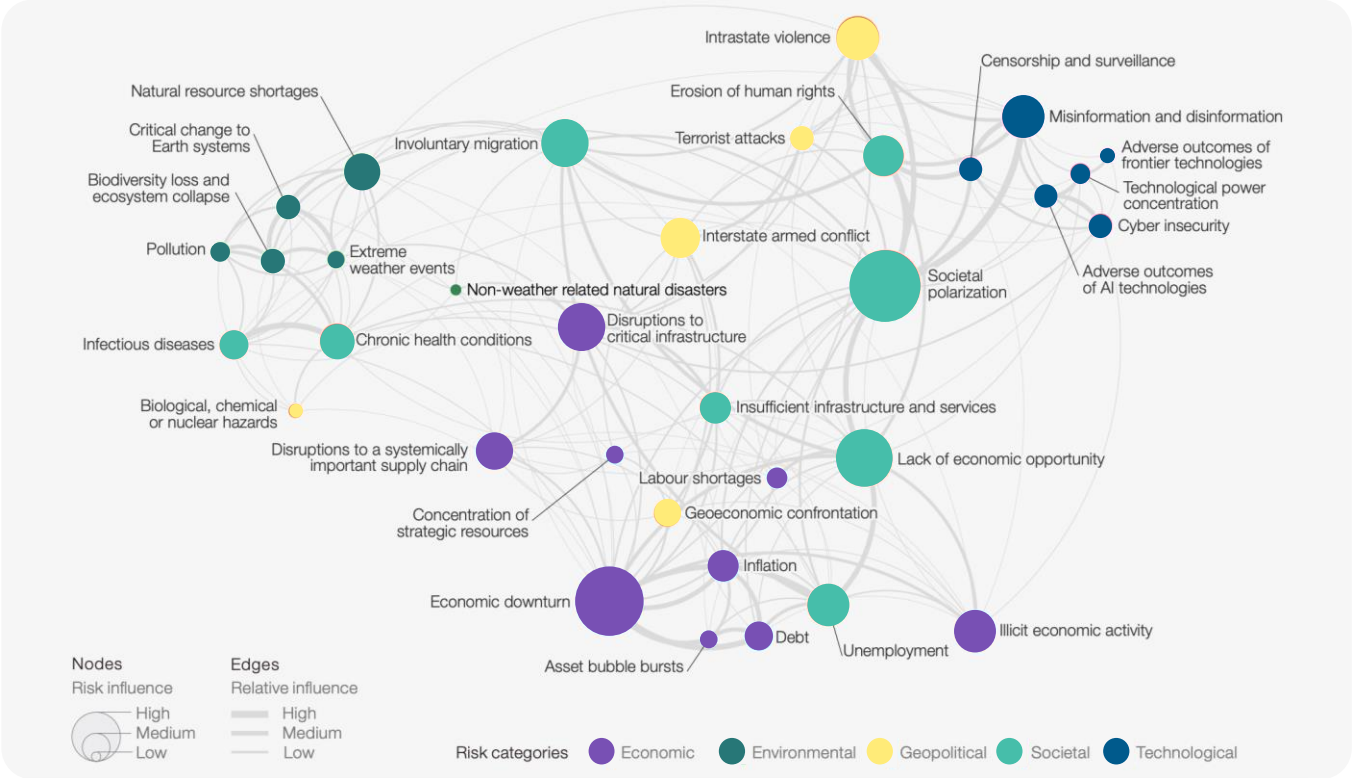 Intrastate violence
Censorship and surveillance
Natural resource shortages
Erosion of human rights
Misinformation and disinformation
Critical change to
Earth systems
Involuntary migration
Terrorist attacks
Adverse outcomes of
frontier technologies
Biodiversity loss and
ecosystem collapse
Technological power
concentration
Cyber insecurity
Pollution
Extreme
weather events
Interstate armed conflict
Societal
polarization
Adverse outcomes
of AI technologies
Non-weather related natural disasters
Disruptions to
critical infrastructure
Infectious diseases
Chronic health conditions
Biological, chemical
or nuclear hazards
Insufficient infrastructure and services
Disruptions to a systemically
important supply chain
Lack of economic opportunity
Labour shortages
Concentration of
strategic resources
Geoeconomic confrontation
Inflation
Economic downturn
Debt
Illicit economic activity
Unemployment
Asset bubble bursts
Nodes
Risk influence
High
Medium
Low
Edges
Relative influence
High
Medium
Low
Risk categories
Economic
Environmental
Geopolitical
Societal
Technological